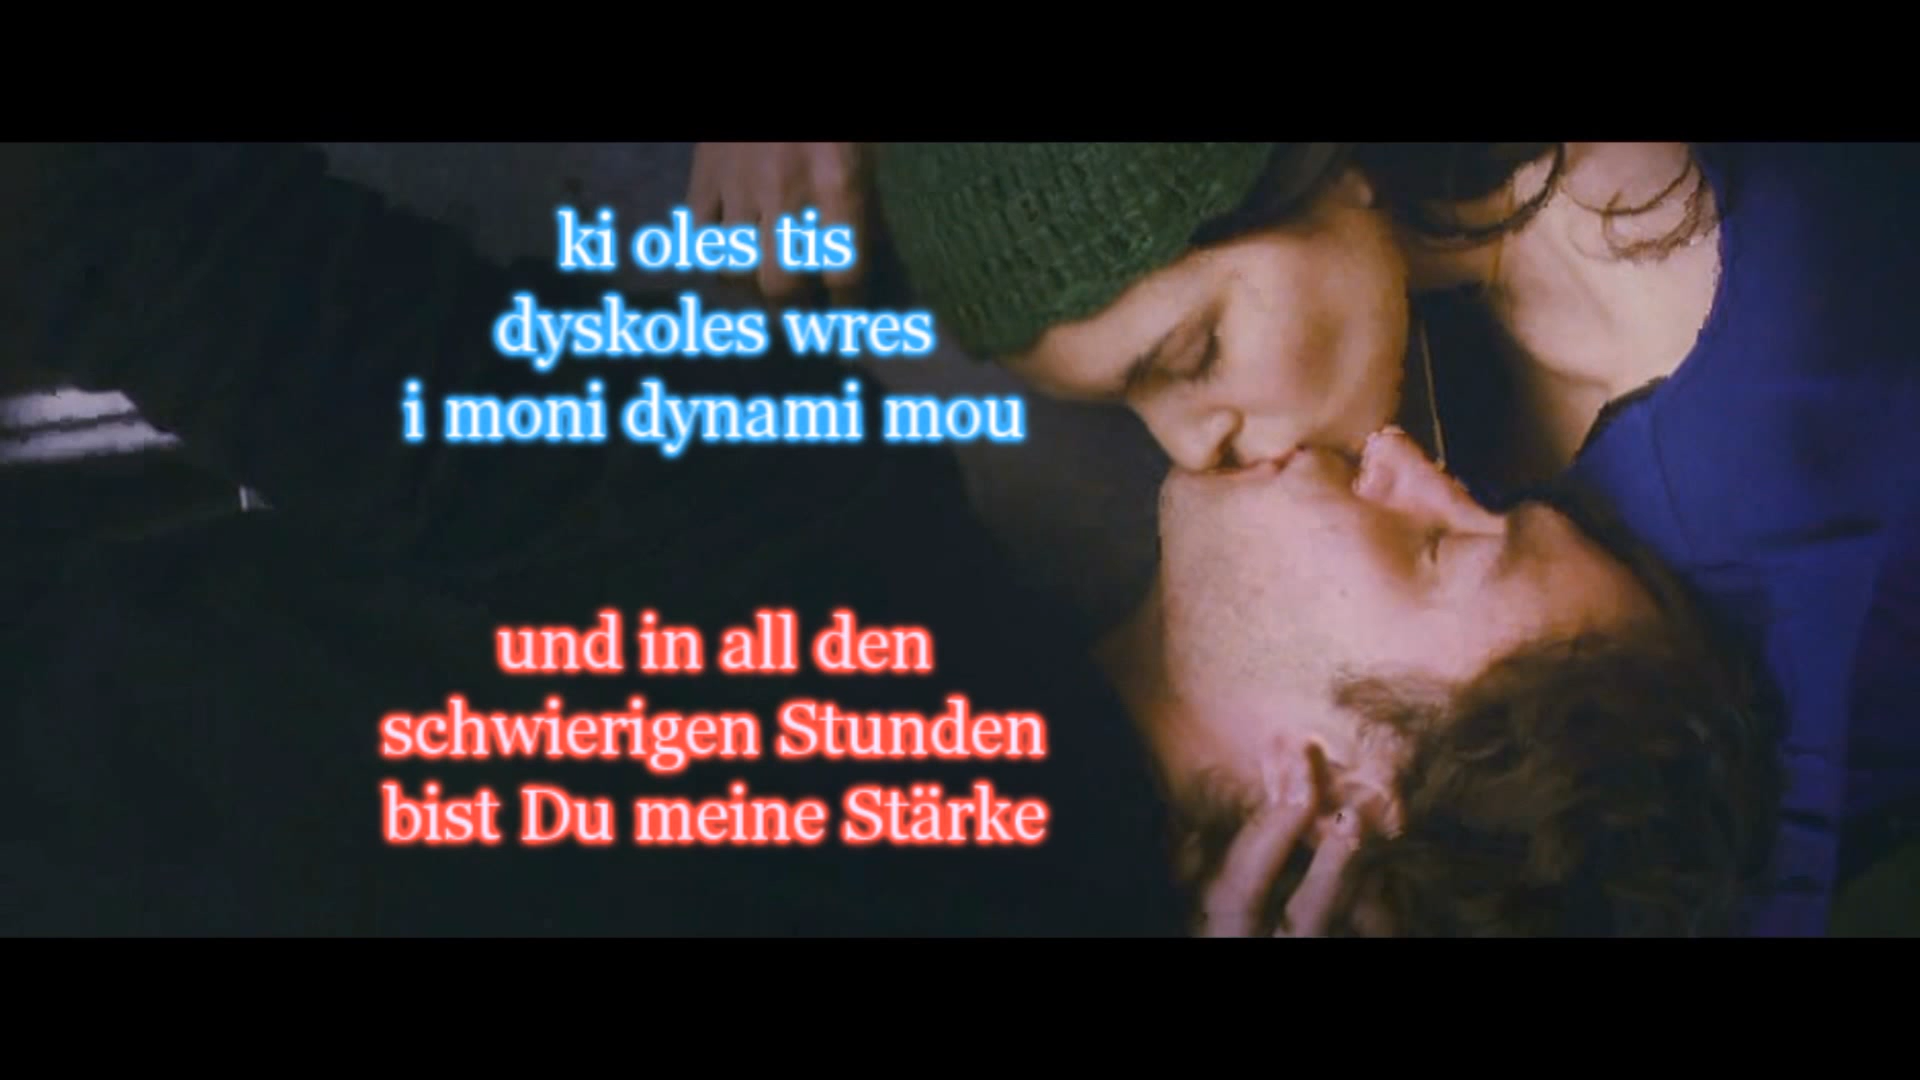 ki oles tis
dyskoles wres
i moni dynami mou
und in all den
schwierigen Stunden
bist Du meine Stärke